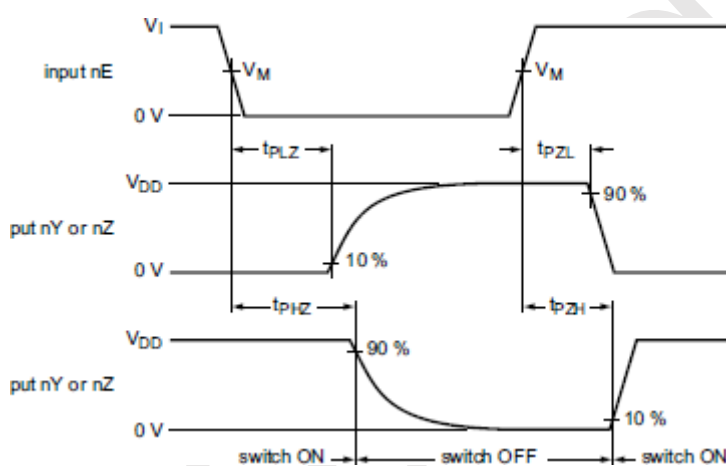 VI
input nE
VM
VM
0 V
tPLZ
tPZL
VDD
90 %
put nY or nZ
10 %
0 V
tPHZ
tPZH
VDD
90 %
put nY or nZ
10 %
0 V
switch ON
switch OFF
switch ON